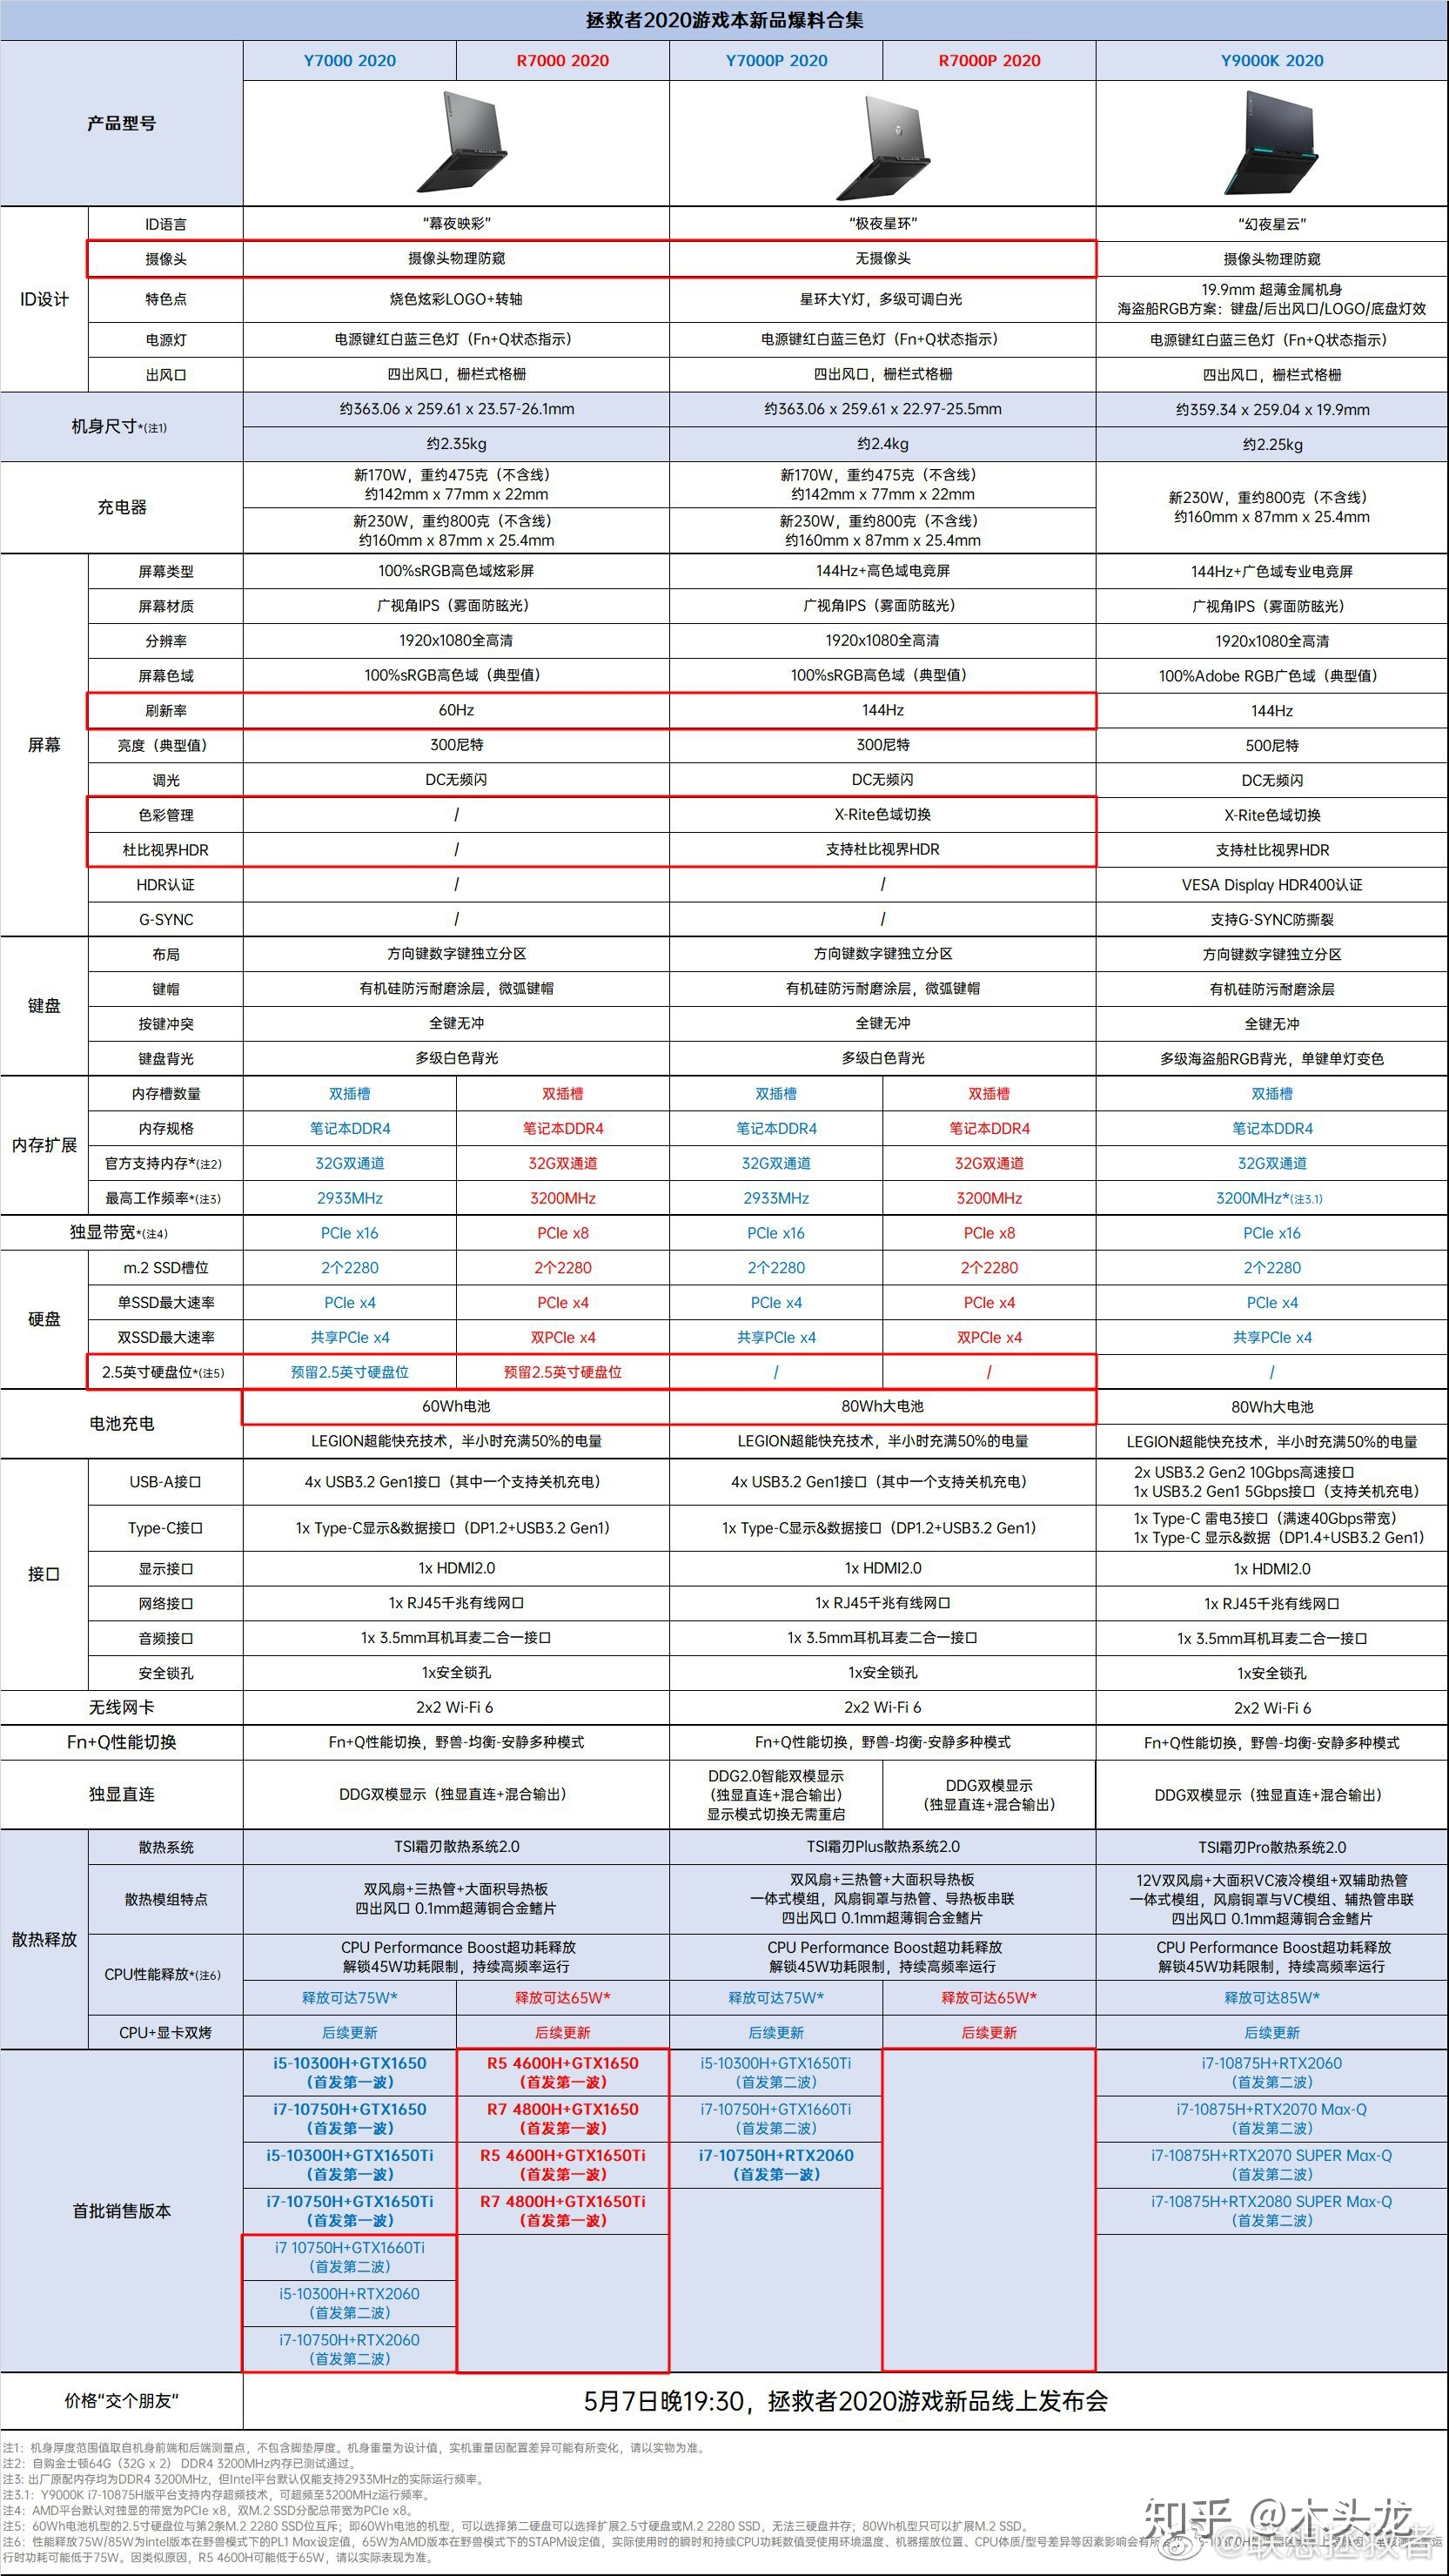 拯救者2020游戏本新品爆料合集
产品型号
Y7000 2020
R7000 2020
Y7000P 2020
R7000P 2020
Y9000K 2020
ID设计
ID语言
“幕夜映彩”
“极夜星环”
“幻夜星云”
摄像头
摄像头物理防窥
无摄像头
摄像头物理防窥
特色点
烧色炫彩LOGO+转轴
星环大Y灯，多级可调白光
19.9mm 超薄金属机身
海盗船RGB方案：键盘/后出风口/LOGO/底盘灯效
电源灯
电源键红白蓝三色灯（Fn+Q状态指示）
电源键红白蓝三色灯（Fn+Q状态指示）
电源键红白蓝三色灯（Fn+Q状态指示）
出风口
四出风口，栅栏式格栅
四出风口，栅栏式格栅
四出风口，栅栏式格栅
机身尺寸*(注1)
约363.06 x 259.61 x 23.57-26.1mm
约363.06 x 259.61 x 22.97-25.5mm
约359.34 x 259.04 x 19.9mm
约2.35kg
约2.4kg
约2.25kg
充电器
新170W，重约475克（不含线）
约142mm x 77mm x 22mm
新170W，重约475克（不含线）
约142mm x 77mm x 22mm
新230W，重约800克（不含线）
约160mm x 87mm x 25.4mm
新230W，重约800克（不含线）
约160mm x 87mm x 25.4mm
新230W，重约800克（不含线）
约160mm x 87mm x 25.4mm
屏幕
屏幕类型
100%sRGB高色域炫彩屏
144Hz+高色域电竞屏
144Hz+广色域专业电竞屏
屏幕材质
广视角IPS（雾面防眩光）
广视角IPS（雾面防眩光）
广视角IPS（雾面防眩光）
分辨率
1920x1080全高清
1920x1080全高清
1920x1080全高清
屏幕色域
100%sRGB高色域（典型值）
100%sRGB高色域（典型值）
100%Adobe RGB广色域（典型值）
刷新率
60Hz
144Hz
144Hz
亮度（典型值）
300尼特
300尼特
500尼特
调光
DC无频闪
DC无频闪
DC无频闪
色彩管理
/
X-Rite色域切换
X-Rite色域切换
杜比视界HDR
/
支持杜比视界HDR
支持杜比视界HDR
HDR认证
/
/
VESA Display HDR400认证
G-SYNC
/
/
支持G-SYNC防撕裂
键盘
布局
方向键数字键独立分区
方向键数字键独立分区
方向键数字键独立分区
键帽
有机硅防污耐磨涂层，微弧键帽
有机硅防污耐磨涂层，微弧键帽
有机硅防污耐磨涂层
按键冲突
全键无冲
全键无冲
全键无冲
键盘背光
多级白色背光
多级白色背光
多级海盗船RGB背光，单键单灯变色
内存扩展
内存槽数量
双插槽
双插槽
双插槽
双插槽
双插槽
内存规格
笔记本DDR4
笔记本DDR4
笔记本DDR4
笔记本DDR4
笔记本DDR4
官方支持内存*(注2)
32G双通道
32G双通道
32G双通道
32G双通道
32G双通道
最高工作频率*(注3)
2933MHz
3200MHz
2933MHz
3200MHz
3200MHz*(注3.1)
独显带宽*(注4)
PCIe x16
PCIe x8
PCIe x16
PCIe x8
PCIe x16
硬盘
m.2 SSD槽位
2个2280
2个2280
2个2280
2个2280
2个2280
单SSD最大速率
PCIe x4
PCIe x4
PCIe x4
PCIe x4
PCIe x4
双SSD最大速率
共享PCIe x4
双PCIe x4
共享PCIe x4
双PCIe x4
共享PCIe x4
2.5英寸硬盘位*(注5)
预留2.5英寸硬盘位
预留2.5英寸硬盘位
/
/
/
电池充电
60Wh电池
80Wh大电池
80Wh大电池
LEGION超能快充技术，半小时充满50%的电量
LEGION超能快充技术，半小时充满50%的电量
LEGION超能快充技术，半小时充满50%的电量
接口
USB-A接口
4x USB3.2 Gen1接口（其中一个支持关机充电）
4x USB3.2 Gen1接口（其中一个支持关机充电）
2x USB3.2 Gen2 10Gbps高速接口
1x USB3.2 Gen1 5Gbps接口（支持关机充电）
Type-C接口
1x Type-C显示&数据接口（DP1.2+USB3.2 Gen1）
1x Type-C显示&数据接口（DP1.2+USB3.2 Gen1）
1x Type-C 雷电3接口（满速40Gbps带宽）
1x Type-C 显示&数据（DP1.4+USB3.2 Gen1）
显示接口
1x HDMI2.0
1x HDMI2.0
1x HDMI2.0
网络接口
1x RJ45千兆有线网口
1x RJ45千兆有线网口
1x RJ45千兆有线网口
音频接口
1x 3.5mm耳机耳麦二合一接口
1x 3.5mm耳机耳麦二合一接口
1x 3.5mm耳机耳麦二合一接口
安全锁孔
1x安全锁孔
1x安全锁孔
1x安全锁孔
无线网卡
2x2 Wi-Fi 6
2x2 Wi-Fi 6
2x2 Wi-Fi 6
Fn+Q性能切换
Fn+Q性能切换，野兽-均衡-安静多种模式
Fn+Q性能切换，野兽-均衡-安静多种模式
Fn+Q性能切换，野兽-均衡-安静多种模式
独显直连
DDG双模显示（独显直连+混合输出）
DDG2.0智能双模显示
（独显直连+混合输出）
显示模式切换无需重启
DDG双模显示
（独显直连+混合输出）
DDG双模显示（独显直连+混合输出）
散热释放
散热系统
TSI霜刃散热系统2.0
TSI霜刃Plus散热系统2.0
TSI霜刃Pro散热系统2.0
散热模组特点
双风扇+三热管+大面积导热板
四出风口 0.1mm超薄铜合金鳍片
双风扇+三热管+大面积导热板
一体式模组，风扇铜罩与热管、导热板串联
四出风口 0.1mm超薄铜合金鳍片
12V双风扇+大面积VC液冷模组+双辅助热管
一体式模组，风扇铜罩与VC模组、辅热管串联
四出风口 0.1mm超薄铜合金鳍片
CPU性能释放*(注6)
CPU Performance Boost超功耗释放
解锁45W功耗限制，持续高频率运行
CPU Performance Boost超功耗释放
解锁45W功耗限制，持续高频率运行
CPU Performance Boost超功耗释放
解锁45W功耗限制，持续高频率运行
释放可达75W*
释放可达65W*
释放可达75W*
释放可达65W*
释放可达85W*
CPU+显卡双烤
后续更新
后续更新
后续更新
后续更新
后续更新
首批销售版本
i5-10300H+GTX1650
（首发第一波）
R5 4600H+GTX1650
（首发第一波）
i5-10300H+GTX1650Ti
（首发第二波）
i7-10875H+RTX2060
（首发第二波）
i7-10750H+GTX1650
（首发第一波）
R7 4800H+GTX1650
（首发第一波）
i7-10750H+GTX1660Ti
（首发第二波）
i7-10875H+RTX2070 Max-Q
（首发第二波）
i5-10300H+GTX1650Ti
（首发第一波）
R5 4600H+GTX1650Ti
（首发第一波）
i7-10750H+RTX2060
（首发第一波）
i7-10875H+RTX2070 SUPER Max-Q
（首发第二波）
i7-10750H+GTX1650Ti
（首发第一波）
R7 4800H+GTX1650Ti
（首发第一波）
i7-10875H+RTX2080 SUPER Max-Q
（首发第二波）
i7 10750H+GTX1660Ti
（首发第二波）
i5-10300H+RTX2060
（首发第二波）
i7-10750H+RTX2060
（首发第二波）
价格“交个朋友”
5月7日晚19:30，拯救者2020游戏新品线上发布会
注1：机身厚度范围值取自机身前端和后端测量点，不包含脚垫厚度。机身重量为设计值，实机重量因配置差异可能有所变化，请以实物为准。
注2：自购金士顿64G（32G x 2） DDR4 3200MHz内存已测试通过。
注3: 出厂原配内存均为DDR4 3200MHz，但Intel平台默认仅能支持2933MHz的实际运行频率。
注3.1：Y9000K i7-10875H版平台支持内存超频技术，可超频至3200MHz运行频率。
注4：AMD平台默认对独显的带宽为PCIe x8，双M.2 SSD分配总带宽为PCIe x8。
注5：60Wh电池机型的2.5寸硬盘位与第2条M.2 2280 SSD位互斥；即60Wh电池的机型，可以选择第二硬盘可以选择扩展2.5寸硬盘或M.2 2280 SSD，无法三硬盘并存；80Wh机型只可以扩展M.2 SSD。
注6：性能释放75W/85W为intel版本在野兽模式下的PL1 Max设定值，65W为AMD版本在野兽模式下的STAPM设定值，实际使用时的瞬时和持续CPU功耗数值受使用环境温度、机器摆放位置、CPU体质/型号差异等因素影响会有所
行时功耗可能低于75W。因类似原因，R5 4600H可能低于65W，请以实际表现为准。
知乎 @木头龙
@联想拯救者